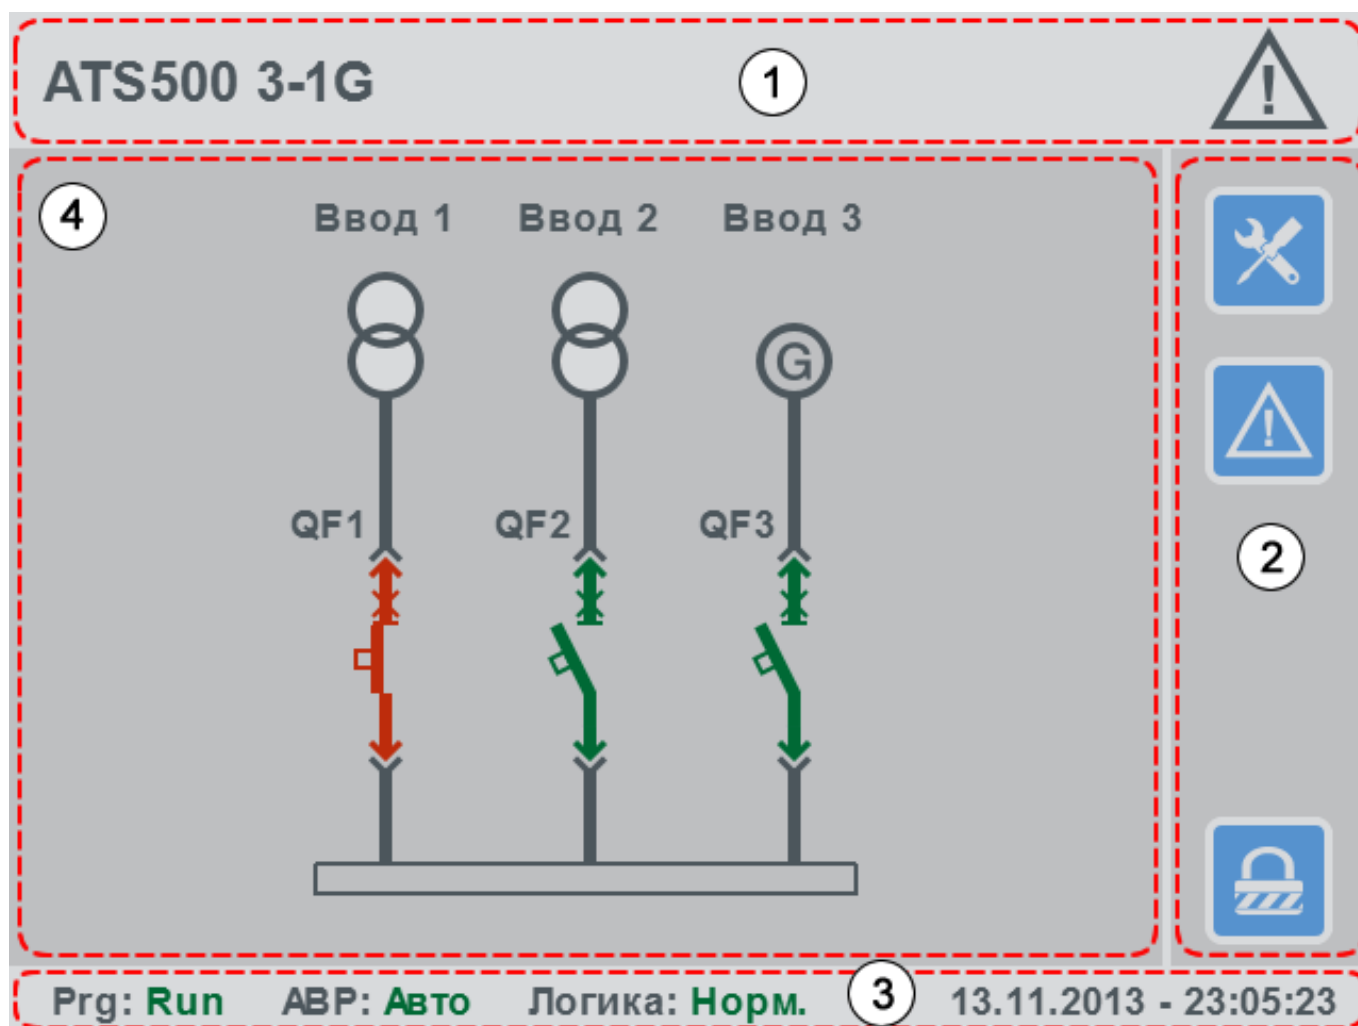 ATS500 3-1G
1
!
4
Ввод 1 Ввод 2 Ввод 3
G
!
QF1 QF2 QF3
2
Prg: Run АВР: Авто Логика: Норм. 3 13.11.2013 - 23:05:23